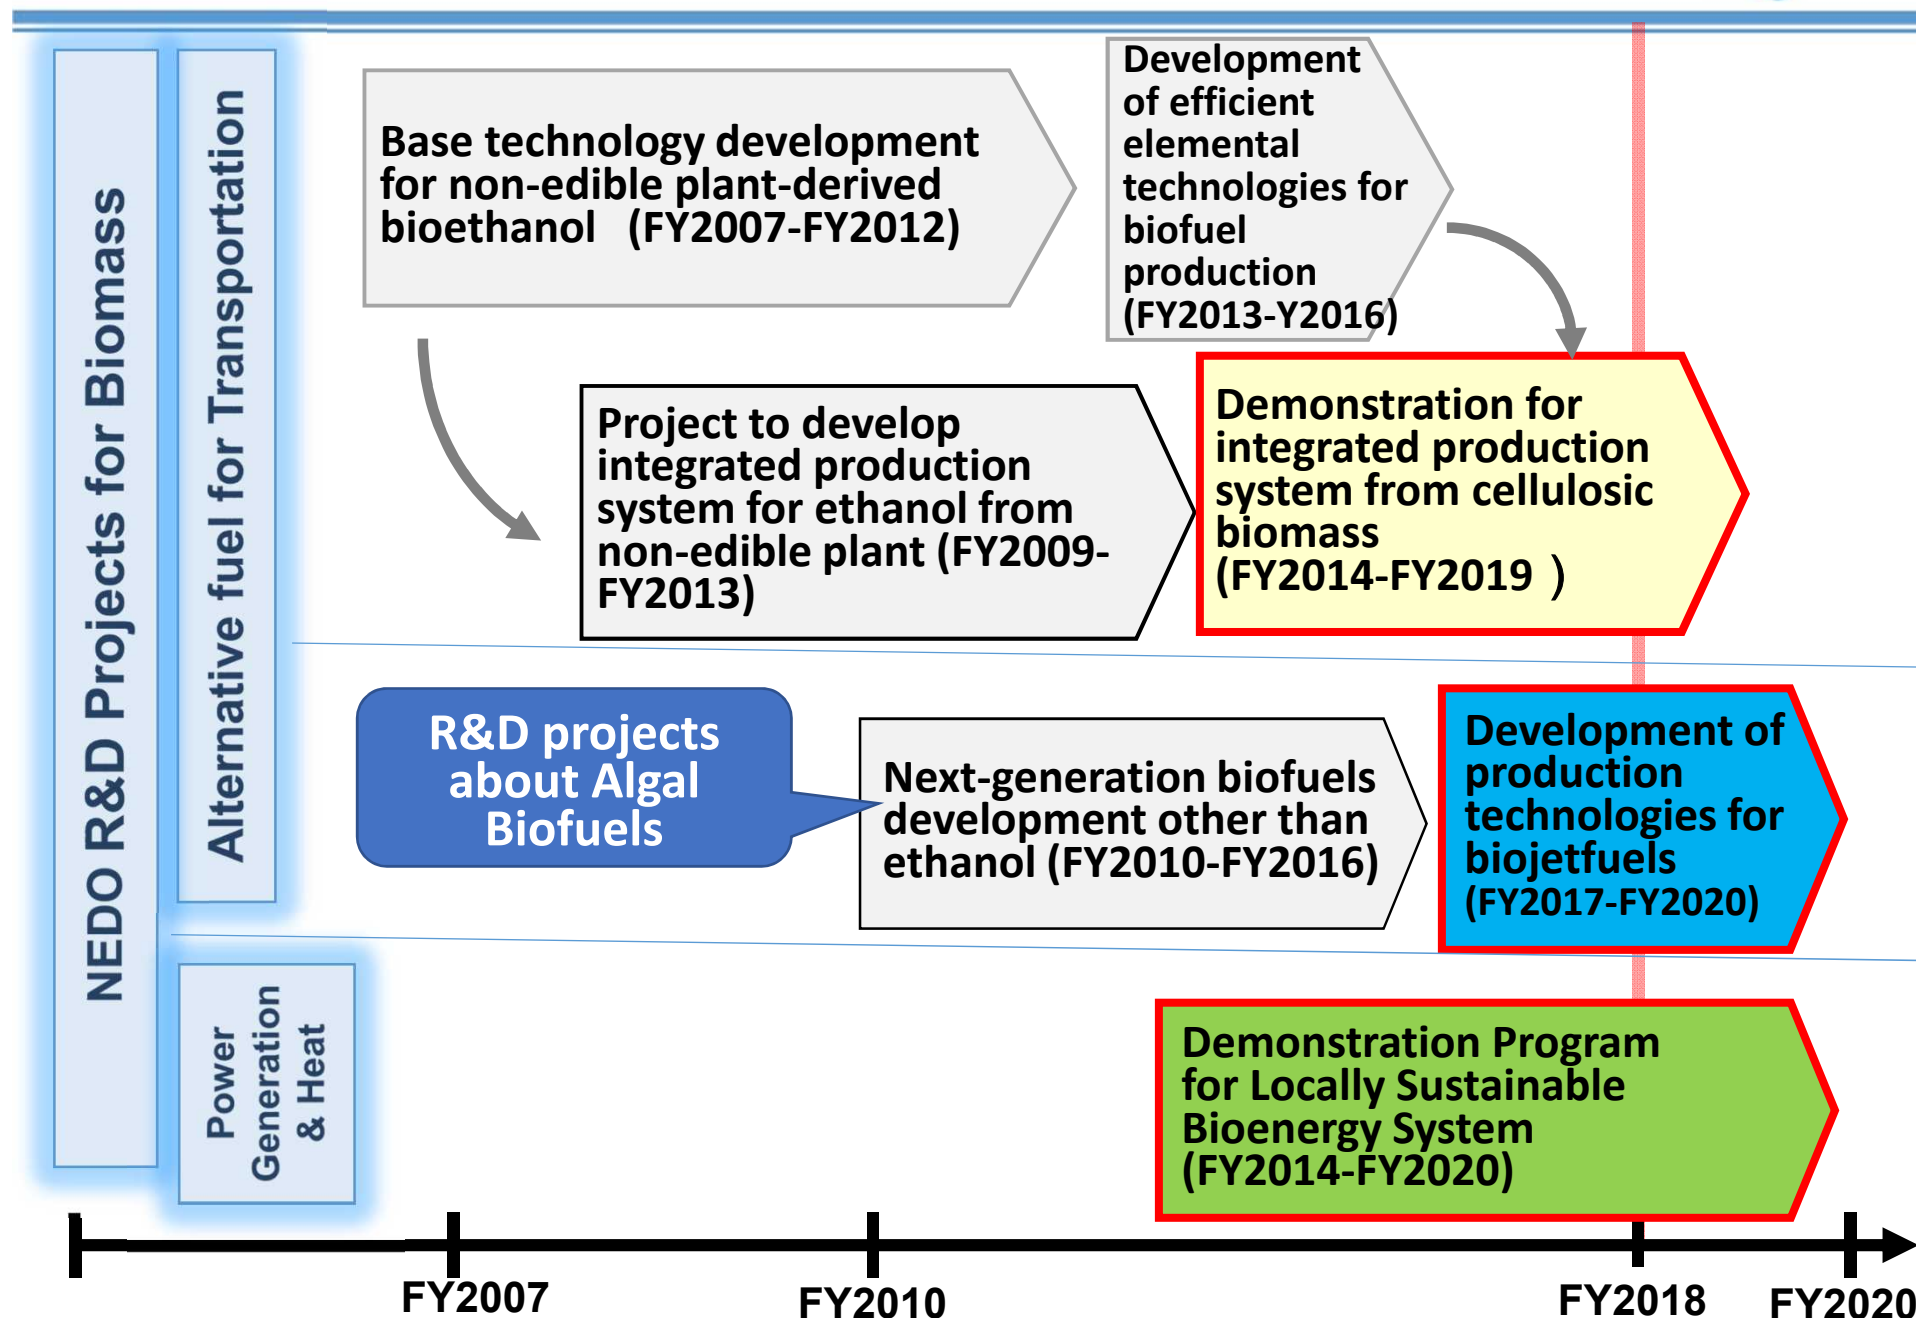 NEDO R&D Projects for Biomass
Alternative fuel for Transportation
Base technology development
for non-edible plant-derived
bioethanol (FY2007-FY2012)
Development
of efficient
elemental
technologies for
biofuel
production
(FY2013-Y2016)
Project to develop
integrated production
system for ethanol from
non-edible plant (FY2009-
FY2013)
Demonstration for
integrated production
system from cellulosic
biomass
(FY2014-FY2019 )
R&D projects
about Algal
Biofuels
Next-generation biofuels
development other than
ethanol (FY2010-FY2016)
Development of
production
technologies for
biojetfuels
(FY2017-FY2020)
Power
Generation
& Heat
Demonstration Program
for Locally Sustainable
Bioenergy System
(FY2014-FY2020)
FY2007
FY2010
FY2018
FY2020